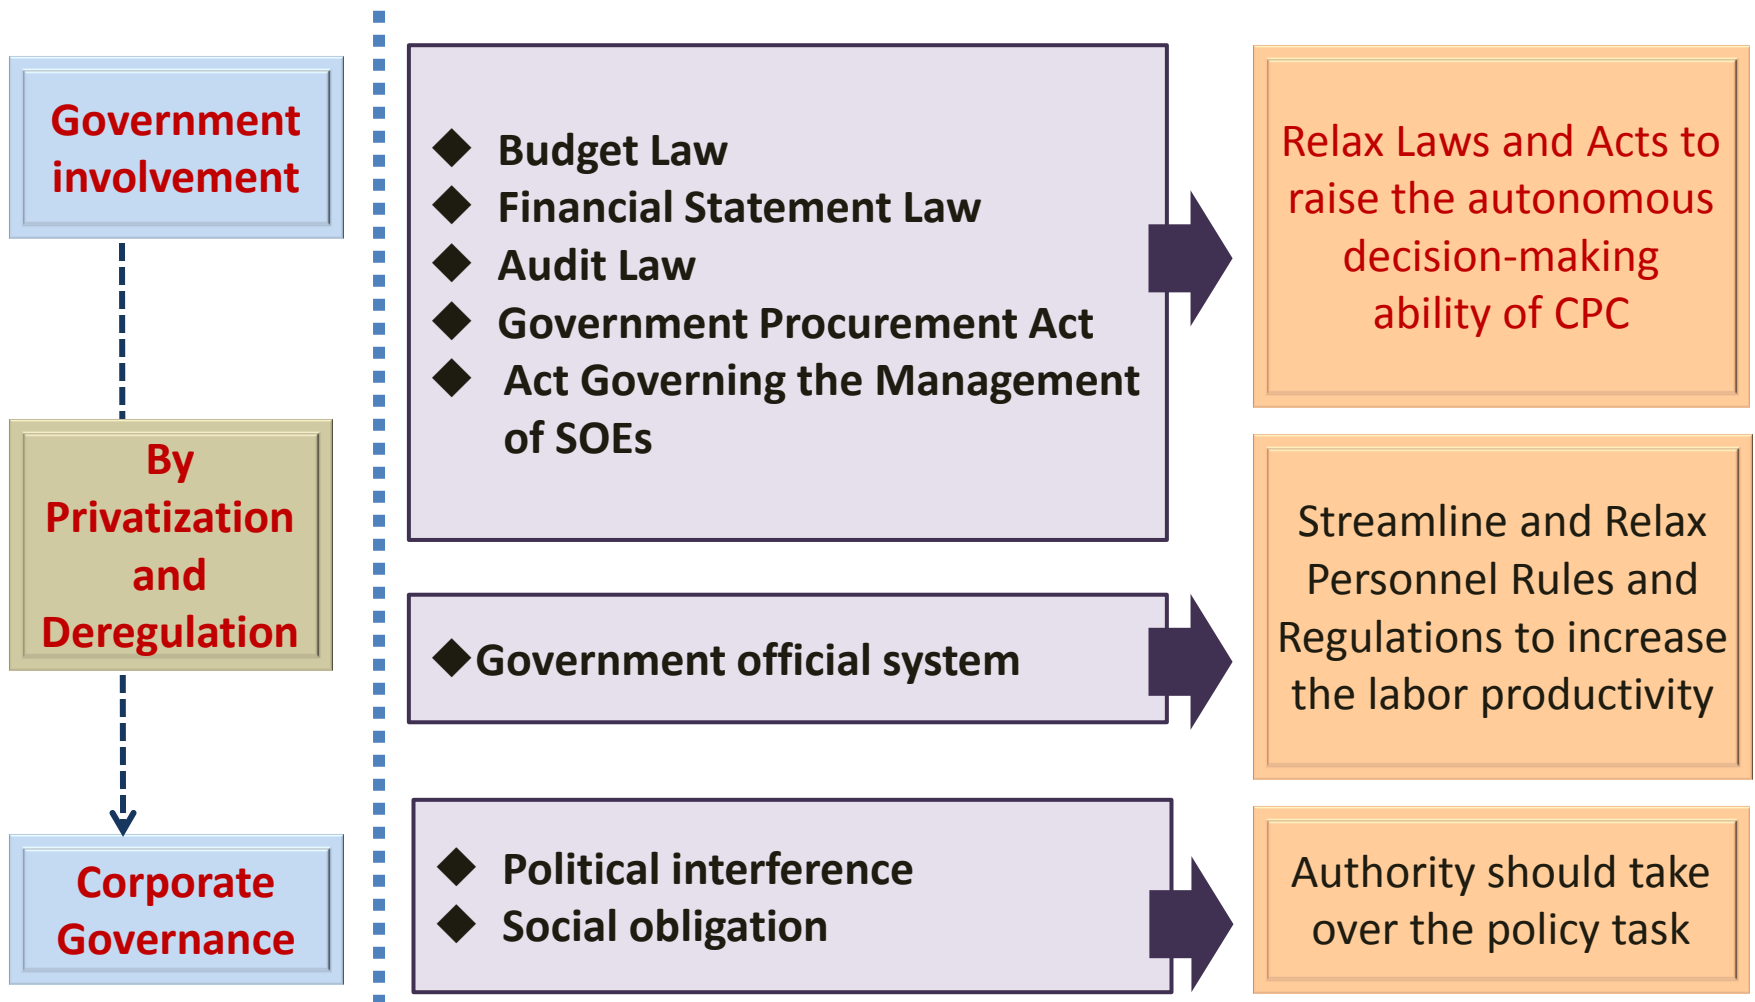 Government
involvement
By
Privatization
and
Deregulation
Corporate
Governance
◆ Budget Law
◆ Financial Statement Law
◆ Audit Law
◆ Government Procurement Act
◆ Act Governing the Management
of SOEs
◆Government official system
◆ Political interference
◆ Social obligation
Relax Laws and Acts to
raise the autonomous
decision-making
ability of CPC
Streamline and Relax
Personnel Rules and
Regulations to increase
the labor productivity
Authority should take
over the policy task